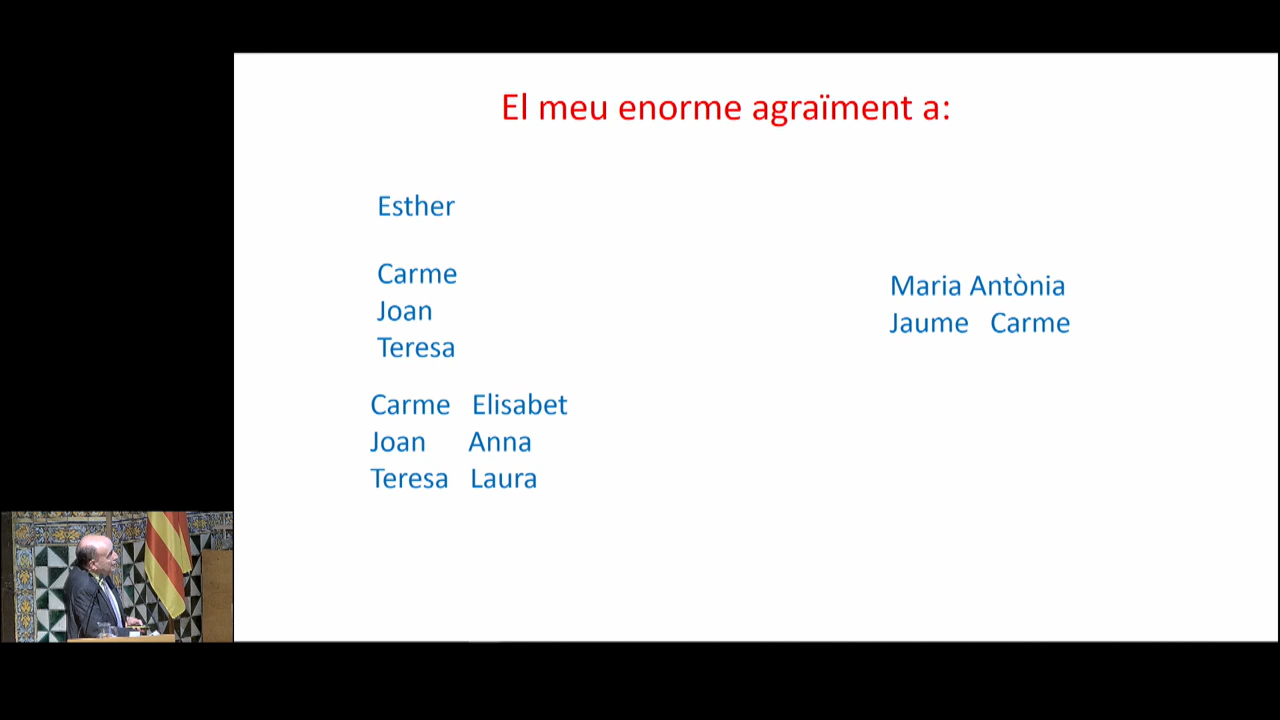 El meu enorme agraïment a:
Esther
Carme
Joan
Teresa
Maria Antònia
Jaume Carme
Carme Elisabet
Joan Anna
Teresa Laura